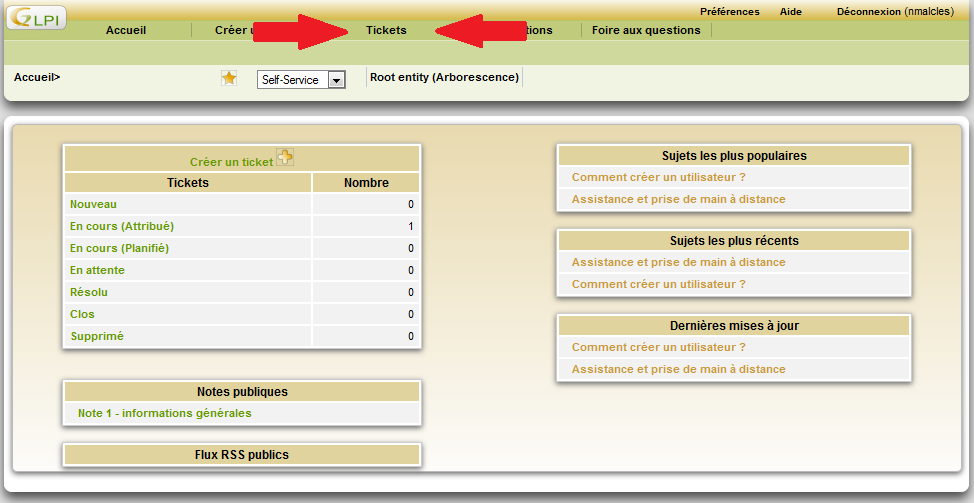 GLPI
Préférences Aide Déconnexion (nmalcles)
Accueil Créer Tickets Foire aux questions
Accueil> Self-Service Root entity (Arborescence)
Créer un ticket
Tickets Nombre
Nouveau 0
En cours (Attribué) 1
En cours (Planifié) 0
En attente 0
Résolu 0
Clos 0
Supprimé 0
Notes publiques
Note 1 - informations générales
Flux RSS publics
Sujets les plus populaires
Comment créer un utilisateur ?
Assistance et prise de main à distance
Sujets les plus récents
Assistance et prise de main à distance
Comment créer un utilisateur ?
Dernières mises à jour
Comment créer un utilisateur ?
Assistance et prise de main à distance